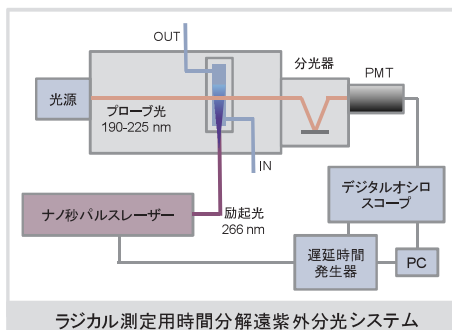 OUT
分光器
PMT
光源
プローブ光
190-225 nm
IN
デジタルオシロ
スコープ
ナノ秒パルスレーザー
励起光
266 nm
遅延時間
発生器
PC
ラジカル測定用時間分解遠紫外分光システム